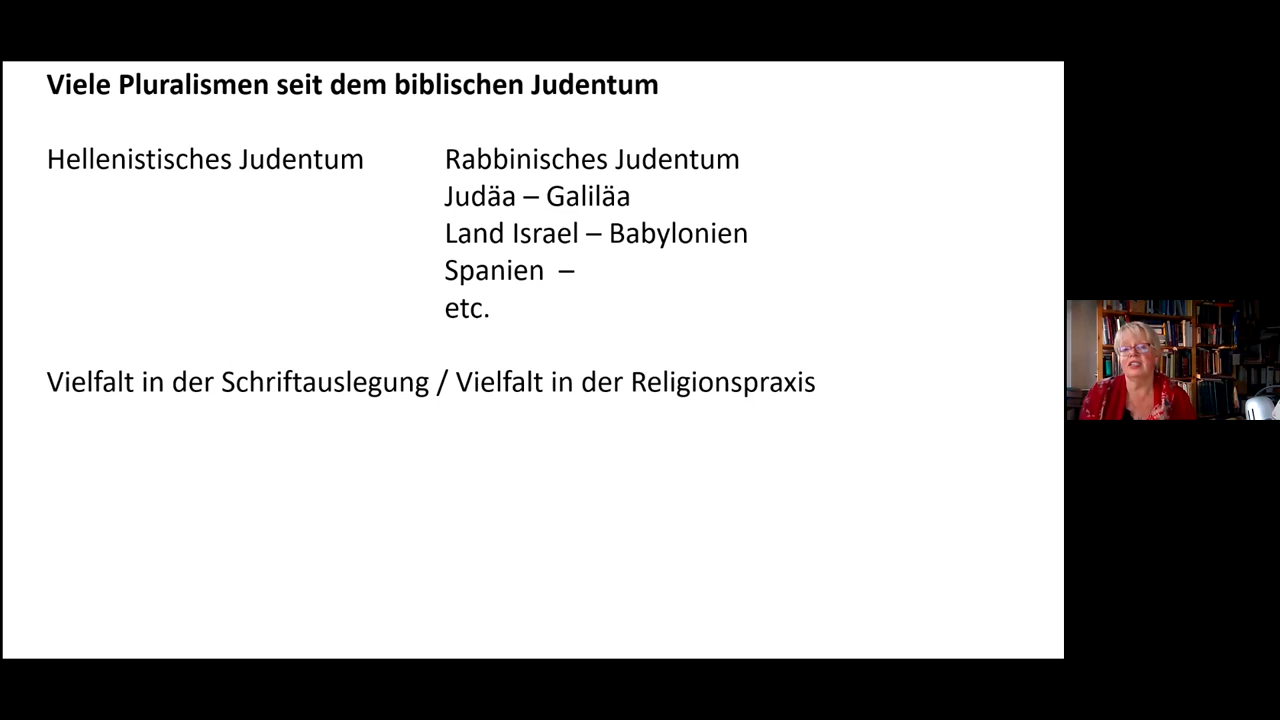 Viele Pluralismen seit dem biblischen Judentum
Hellenistisches Judentum
Rabbinisches Judentum
Judäa – Galiläa
Land Israel – Babylonien
Spanien –
etc.
Vielfalt in der Schriftauslegung / Vielfalt in der Religionspraxis